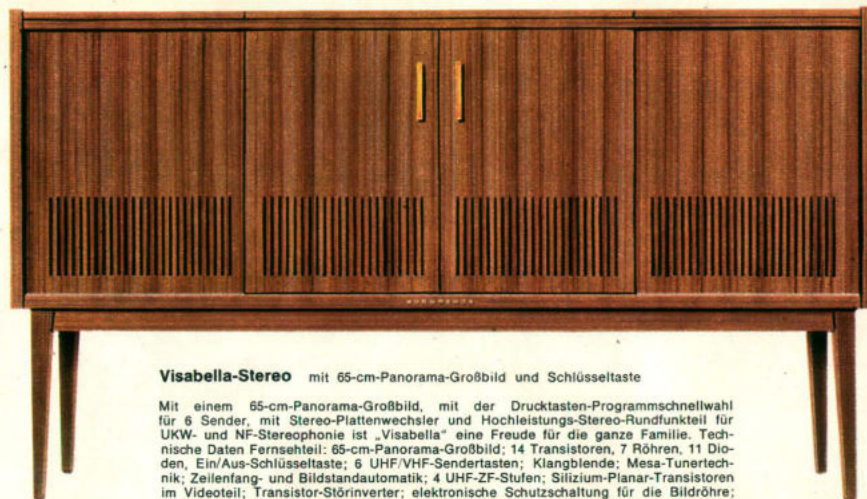 Visabella-Stereo mit 65-cm-Panorama-Großbild und Schlüsseltaste
Mit einem 65-cm-Panorama-Großbild, mit der Drucktasten-Programmschnellwahl
für 6 Sender, mit Stereo-Plattenwechsler und Hochleistungs-Stereo-Rundfunkteil für
UKW- und NF-Stereophonie ist „Visabella" eine Freude für die ganze Familie. Tech-
nische Daten Fernsehteil: 65-cm-Panorama-Großbild; 14 Transistoren, 7 Röhren, 11 Dio-
den, Ein/Aus-Schlüsseltaste; 6 UHF/VHF-Sendertasten; Klangblende; Mesa-Tunertech-
nik; Zeilenfang- und Bildstandautomatik; 4 UHF-ZF-Stufen; Silizium-Planar-Transistoren
im Videoteil; Transistor-Störinverter; elektronische Schutzschaltung für die Bildröhre;